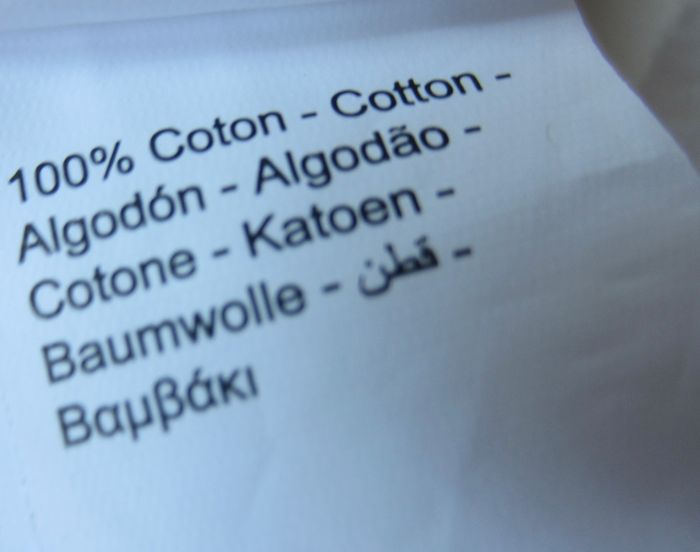 100% Coton - Cotton -
Algodón - Algodão -
Cotone - Katoen -
Baumwolle - قطن -
Βαμβάκι